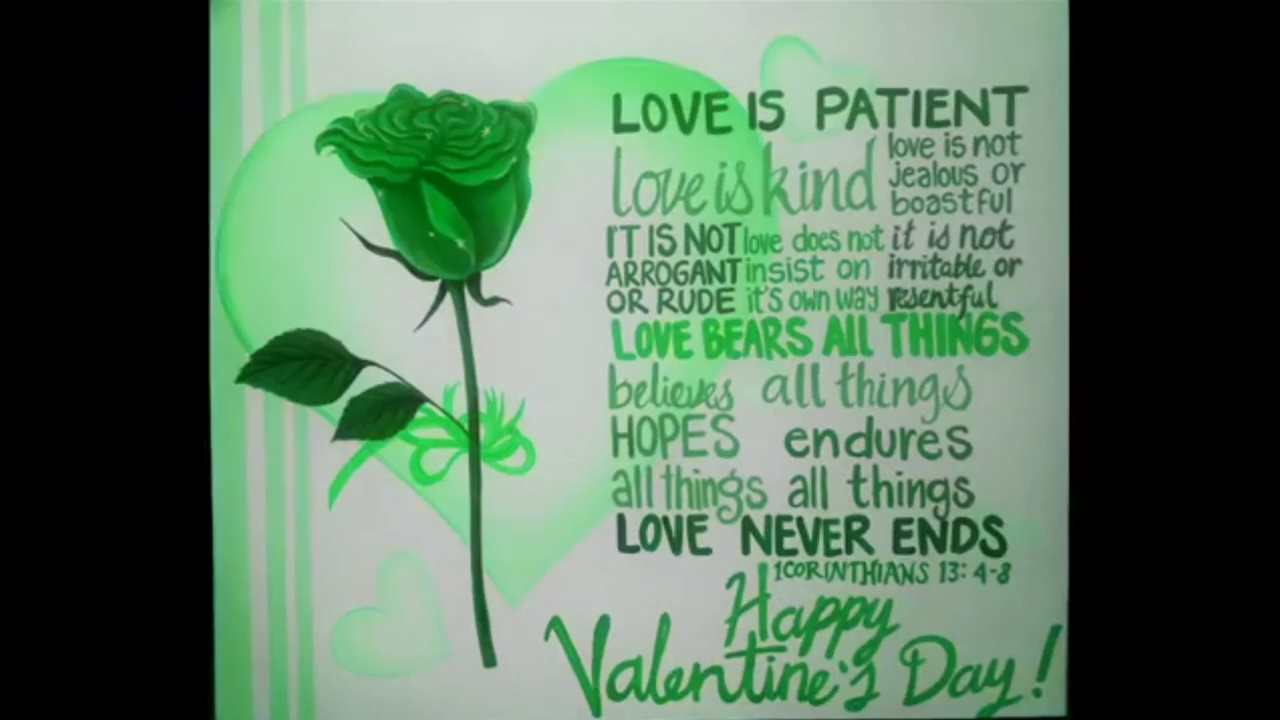 LOVE IS PATIENT
love is kind
love is not
jealous or
boastful
IT IS NOT
ARROGANT
OR RUDE
love does not
insist on
it's own way
it is not
irritable or
resentful
LOVE BEARS ALL THINGS
believes all things
HOPES endures
all things all things
LOVE NEVER ENDS
1CORINTHIANS 13: 4-8
Happy
Valentine's Day!